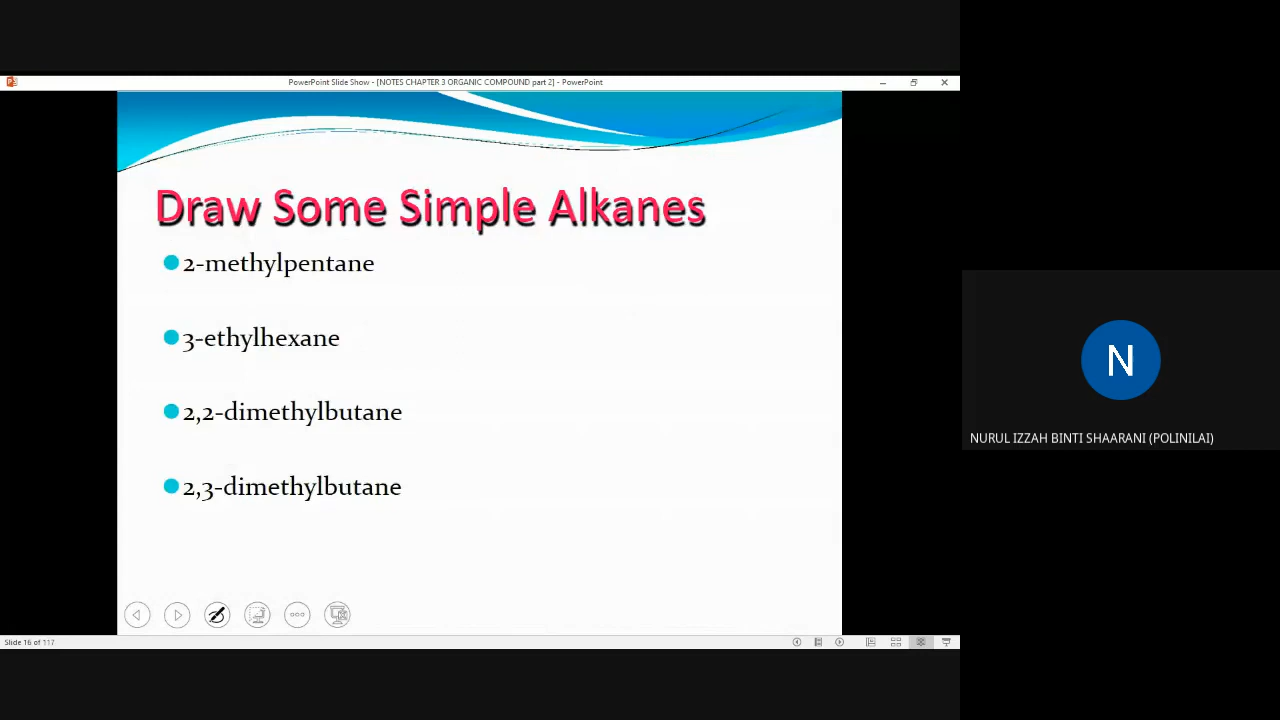 PowerPoint Slide Show - [NOTES CHAPTER 3 ORGANIC COMPOUND part 2] - PowerPoint
Draw Some Simple Alkanes
2-methylpentane
3-ethylhexane
2,2-dimethylbutane
2,3-dimethylbutane
N
NURUL IZZAH BINTI SHAARANI (POLINILAI)
Slide 16 of 117